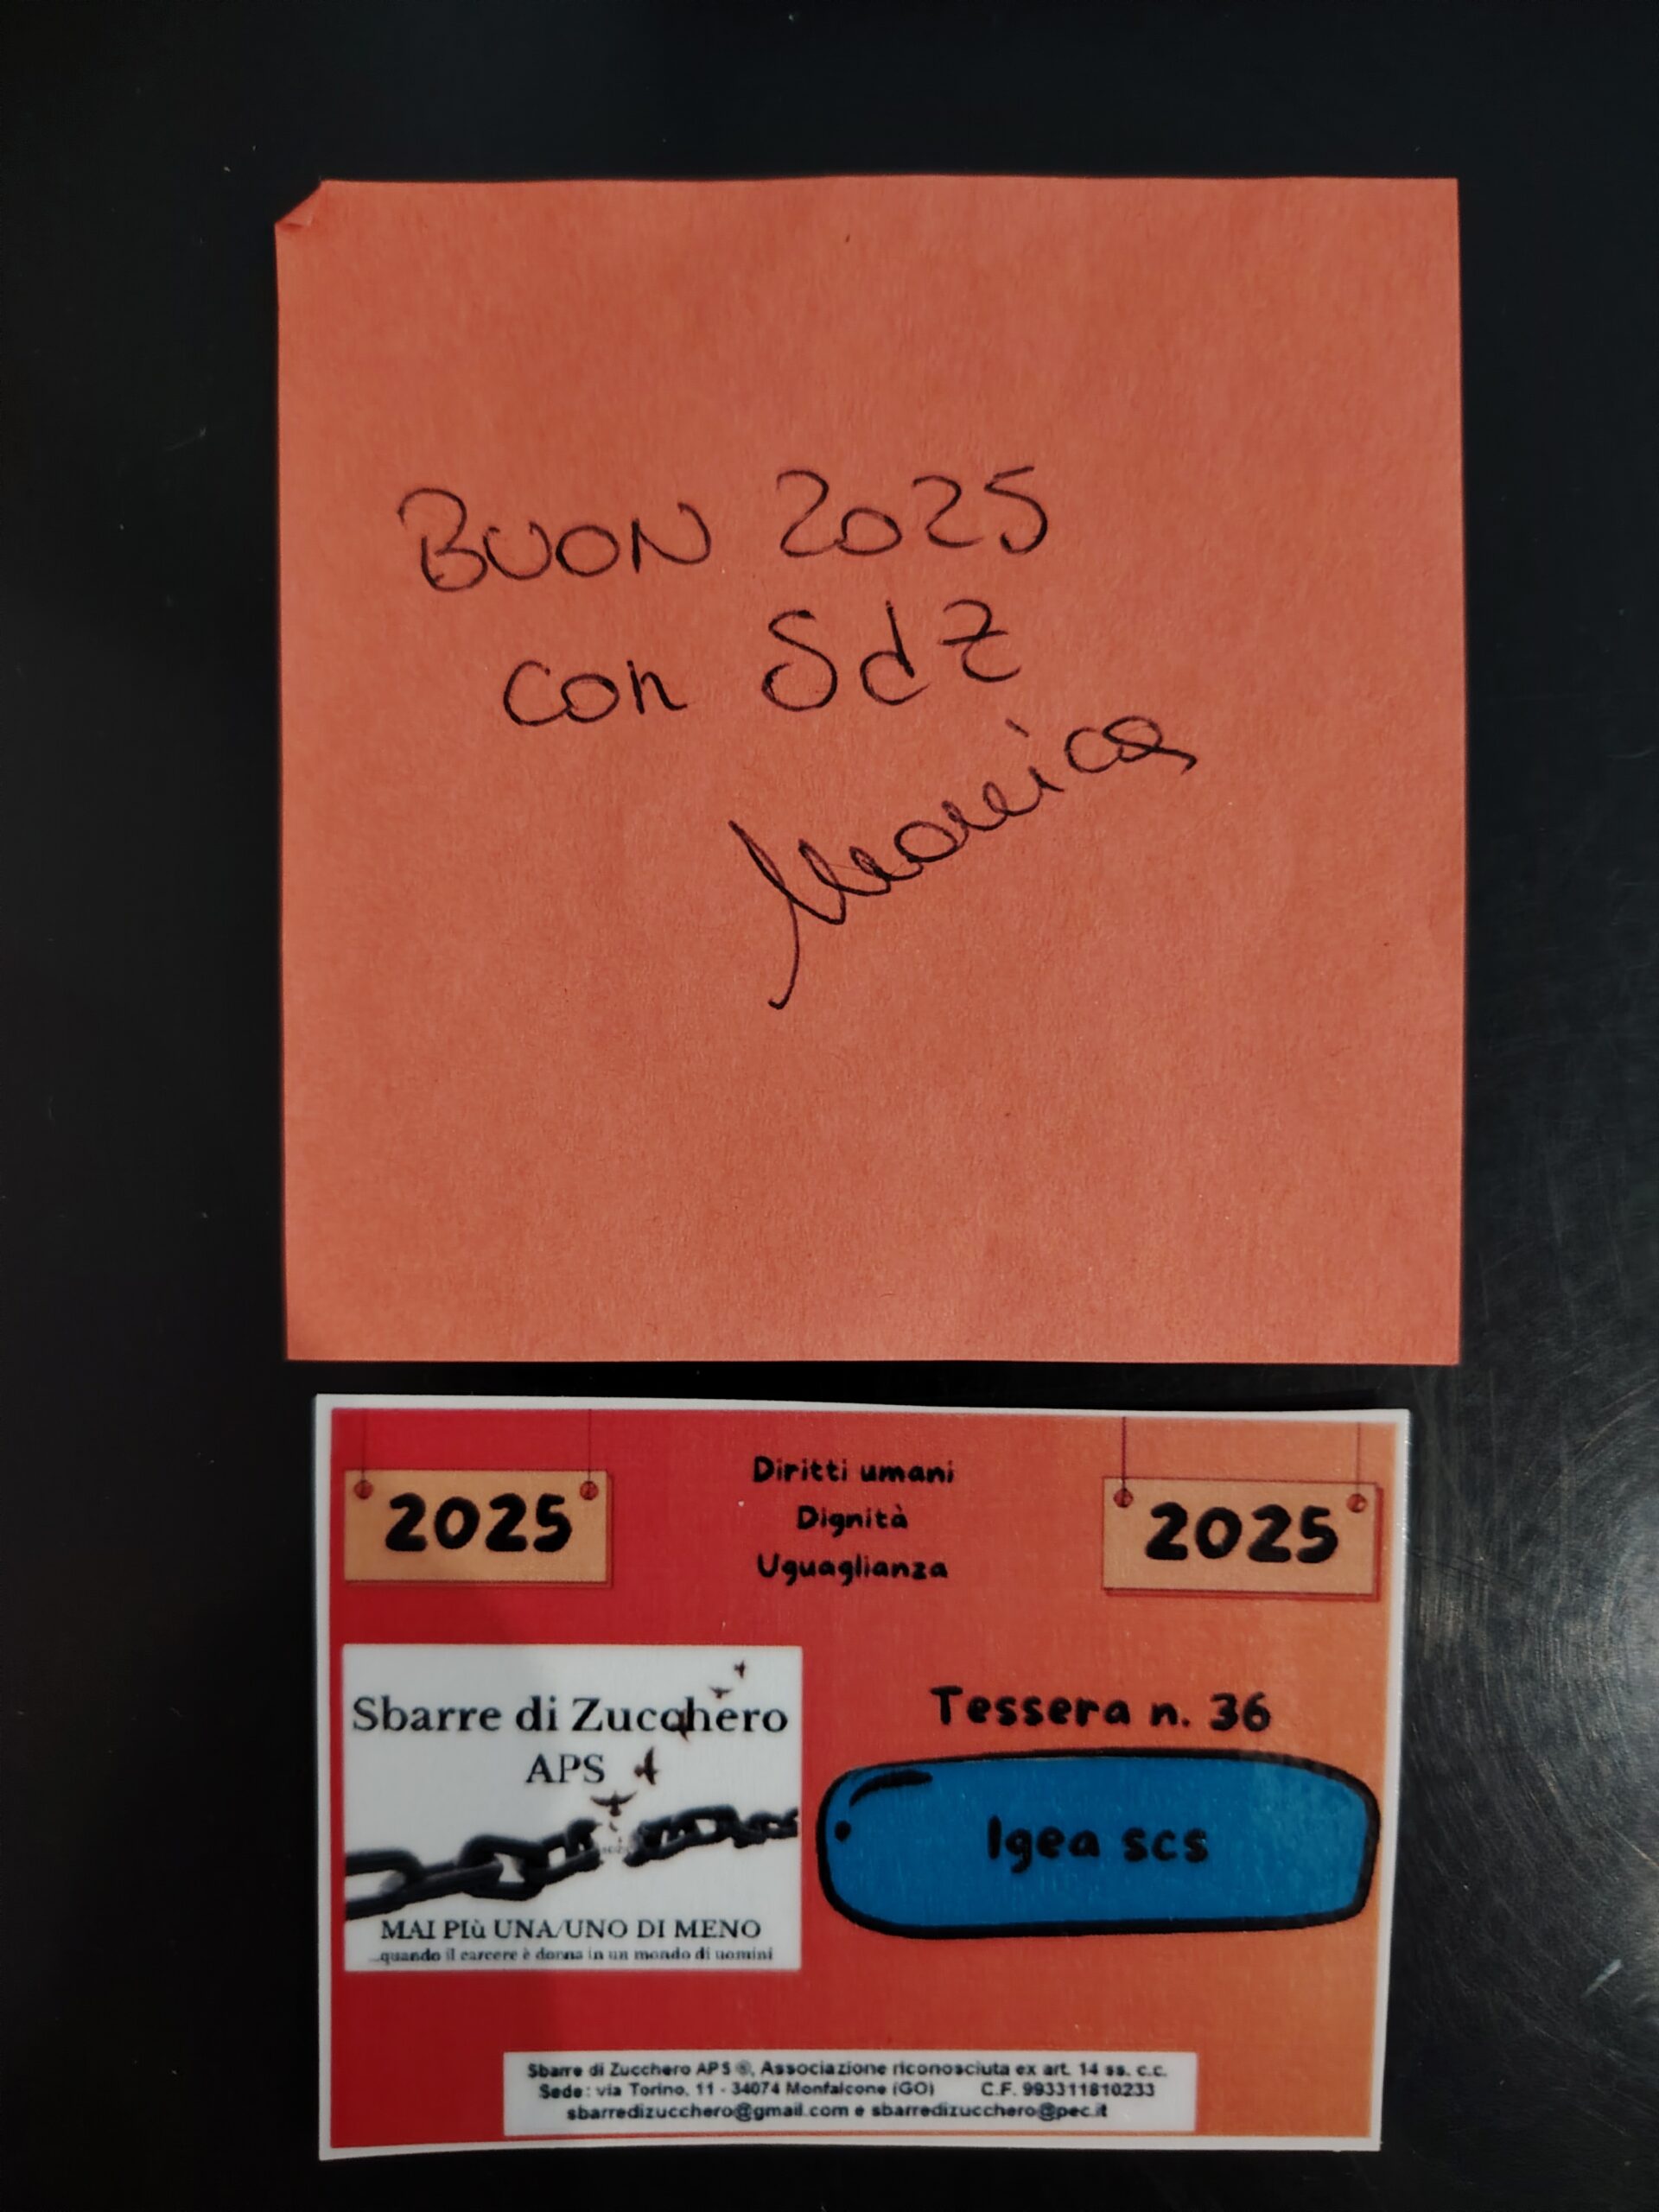 BUON 2025
con SdZ
Monica
2025
Diritti umani
Dignità
Uguaglianza
2025
Sbarre di Zucchero
APS
MAI PIù UNA/UNO DI MENO
...quando il carcere è donna in un mondo di uomini
Tessera n. 36
Igea scs
Sbarre di Zucchero APS ®, Associazione riconosciuta ex art. 14 ss. c.c.
Sede: via Torino, 11 - 34074 Monfalcone (GO) C.F. 993311810233
sbarredizucchero@gmail.com e sbarredizucchero@pec.it